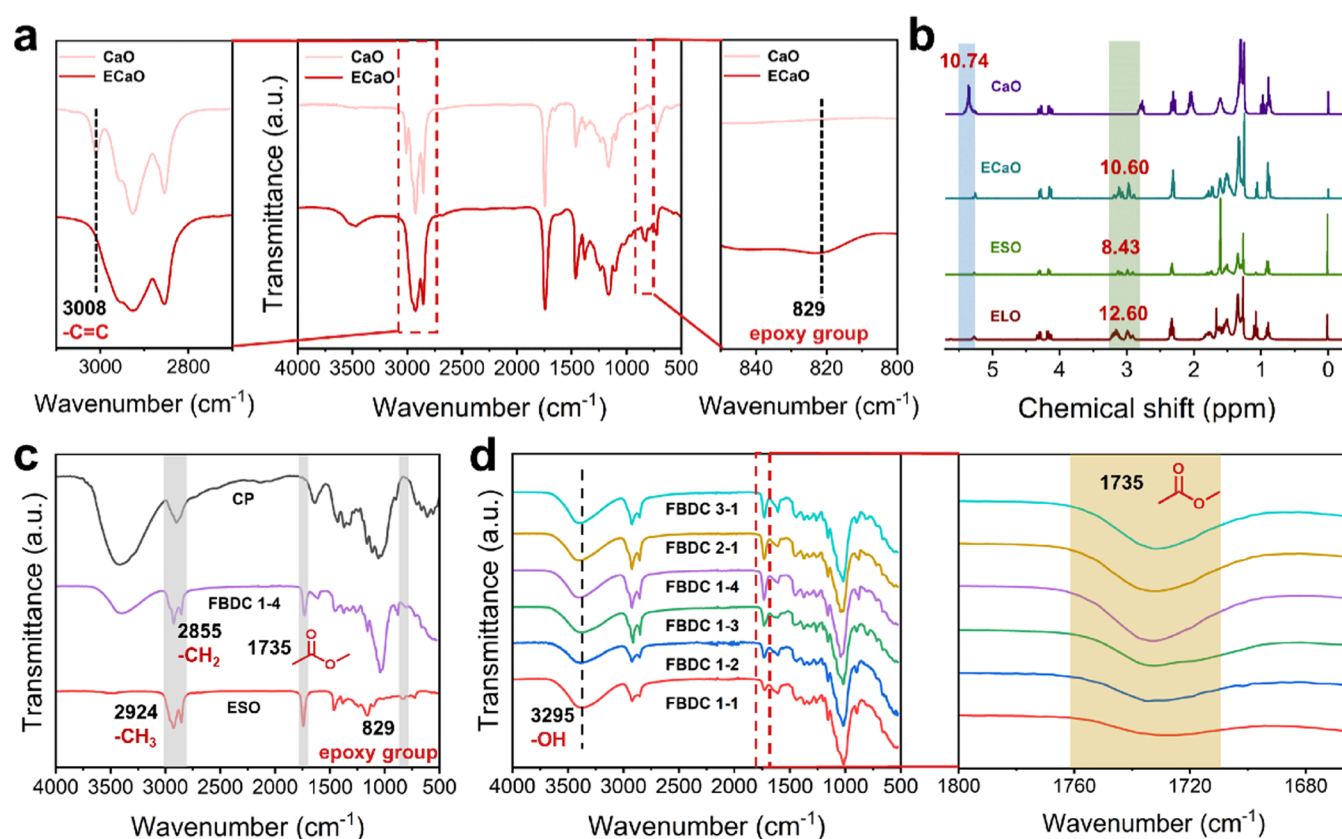 a
CaO
ECaO
3008
-C=C
3000 2800
Wavenumber (cm⁻¹)
Transmittance (a.u.)
CaO
ECaO
4000 3500 3000 2500 2000 1500 1000 500
Wavenumber (cm⁻¹)
CaO
ECaO
829
epoxy group
840 820 800
Wavenumber (cm⁻¹)
b
10.74
CaO
10.60
ECaO
8.43
ESO
12.60
ELO
5 4 3 2 1 0
Chemical shift (ppm)
c
Transmittance (a.u.)
CP
FBDC 1-4
2855
-CH₂
1735
O
O
2924
-CH₃
ESO
829
epoxy group
4000 3500 3000 2500 2000 1500 1000 500
Wavenumber (cm⁻¹)
d
Transmittance (a.u.)
FBDC 3-1
FBDC 2-1
FBDC 1-4
FBDC 1-3
FBDC 1-2
FBDC 1-1
3295
-OH
4000 3500 3000 2500 2000 1500 1000 500
Wavenumber (cm⁻¹)
1735
O
O
1800 1760 1720 1680
Wavenumber (cm⁻¹)